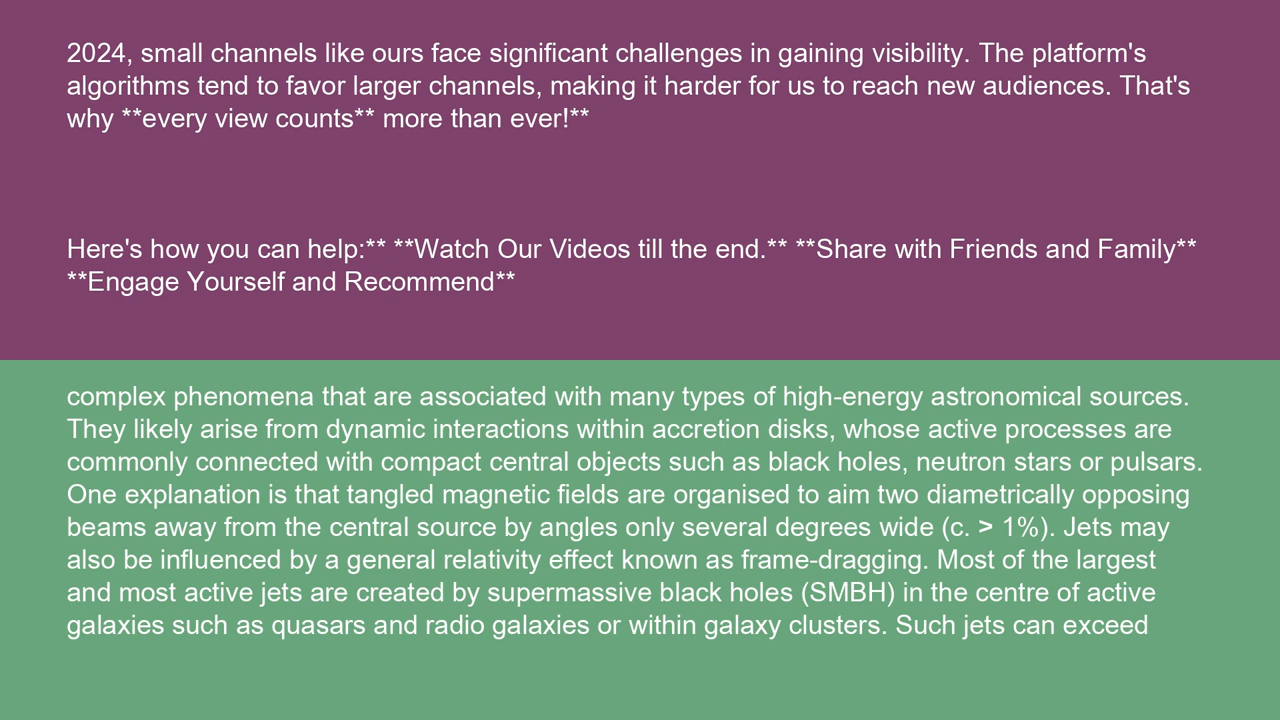 2024, small channels like ours face significant challenges in gaining visibility. The platform's
algorithms tend to favor larger channels, making it harder for us to reach new audiences. That's
why **every view counts** more than ever!**
Here's how you can help:** **Watch Our Videos till the end.** **Share with Friends and Family**
**Engage Yourself and Recommend**
complex phenomena that are associated with many types of high-energy astronomical sources.
They likely arise from dynamic interactions within accretion disks, whose active processes are
commonly connected with compact central objects such as black holes, neutron stars or pulsars.
One explanation is that tangled magnetic fields are organised to aim two diametrically opposing
beams away from the central source by angles only several degrees wide (c. > 1%). Jets may
also be influenced by a general relativity effect known as frame-dragging. Most of the largest
and most active jets are created by supermassive black holes (SMBH) in the centre of active
galaxies such as quasars and radio galaxies or within galaxy clusters. Such jets can exceed